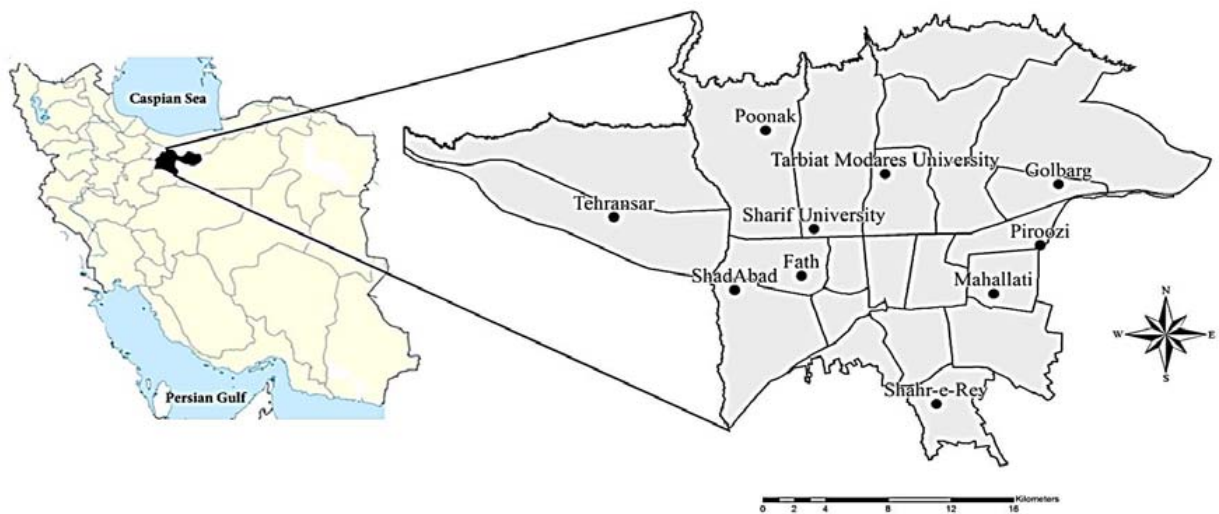 Caspian Sea
Persian Gulf
Poonak
Tarbiat Modares University
Golbarg
Tehransar
Sharif University
Piroozi
Fath
ShadAbad
Mahallati
Shahr-e-Rey
N
W
E
S
Kilometers
0 2 4 8 12 16